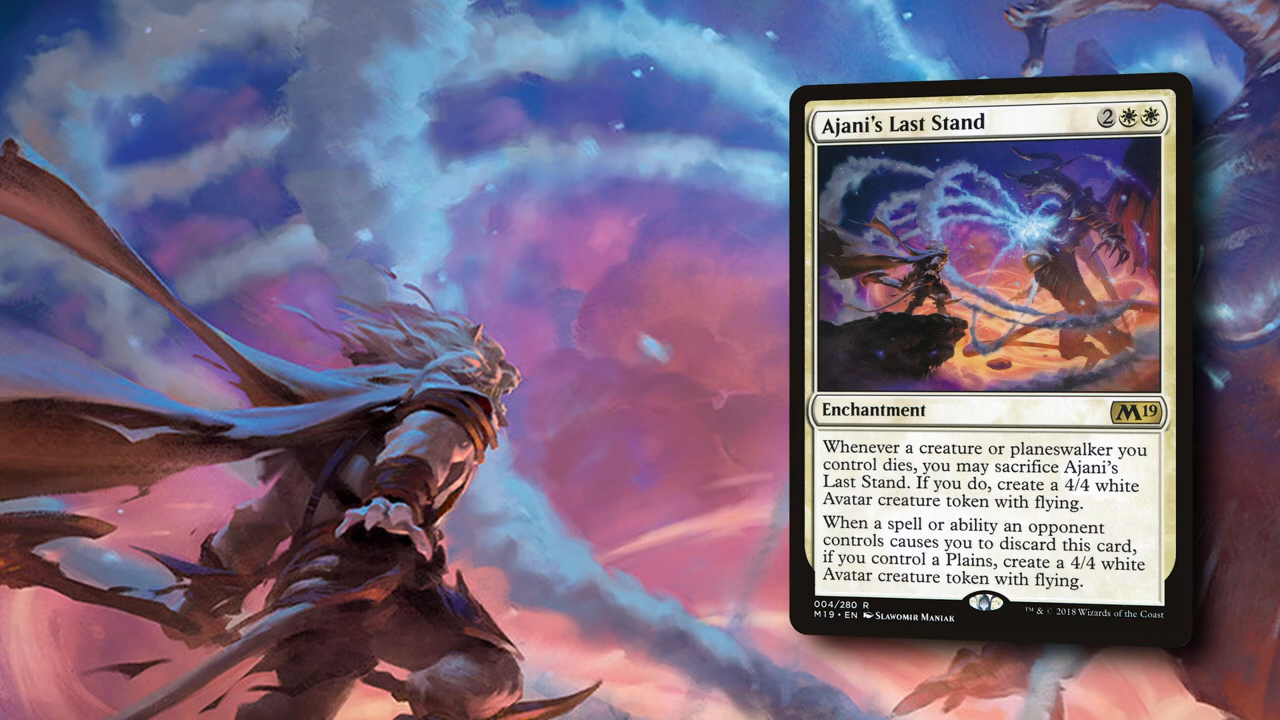 Ajani's Last Stand 2
Enchantment M19
Whenever a creature or planeswalker you
control dies, you may sacrifice Ajani's
Last Stand. If you do, create a 4/4 white
Avatar creature token with flying.
When a spell or ability an opponent
controls causes you to discard this card,
if you control a Plains, create a 4/4 white
Avatar creature token with flying.
004/280 R
M19 • EN Slawomir Maniak ™ & © 2018 Wizards of the Coast